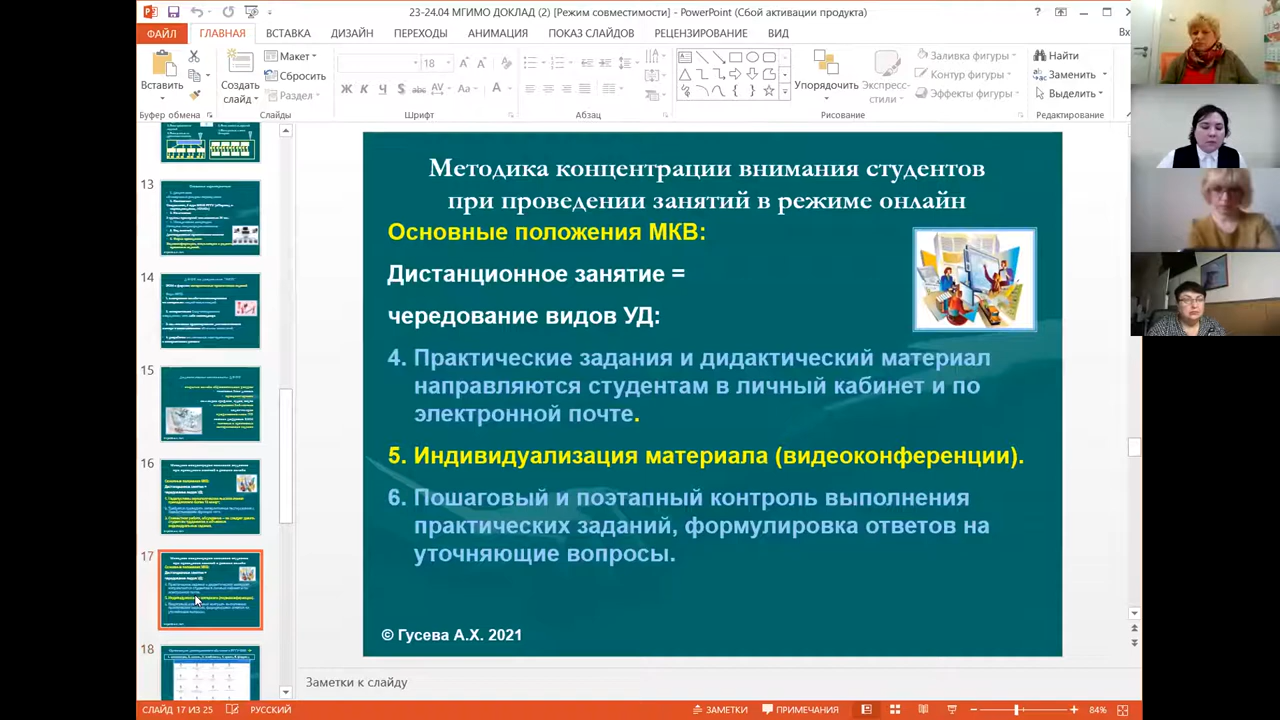 23-24.04 МГИМО ДОКЛАД (2) [Режим совместимости] - PowerPoint (Сбой активации продукта)
ФАЙЛ ГЛАВНАЯ ВСТАВКА ДИЗАЙН ПЕРЕХОДЫ АНИМАЦИЯ ПОКАЗ СЛАЙДОВ РЕЦЕНЗИРОВАНИЕ ВИД Вх
Вставить
Буфер обмена
Создать слайд
Макет
Сбросить
Раздел
Слайды
18
Ж К Ч S abc AV Aa A
Шрифт
Абзац
Упорядочить
Экспресс-стили
Заливка фигуры
Контур фигуры
Эффекты фигуры
Рисование
Найти
Заменить
Выделить
Редактирование
13
14
15
16
17
18
Методика концентрации внимания студентов
при проведении занятий в режиме онлайн
Основные положения МКВ:
Дистанционное занятие =
чередование видов УД:
4. Практические задания и дидактический материал
направляются студентам в личный кабинет и по
электронной почте.
5. Индивидуализация материала (видеоконференции).
6. Пошаговый и поэтапный контроль выполнения
практических заданий, формулировка ответов на
уточняющие вопросы.
© Гусева А.Х. 2021
Заметки к слайду
СЛАЙД 17 ИЗ 25 РУССКИЙ ЗАМЕТКИ ПРИМЕЧАНИЯ 84%